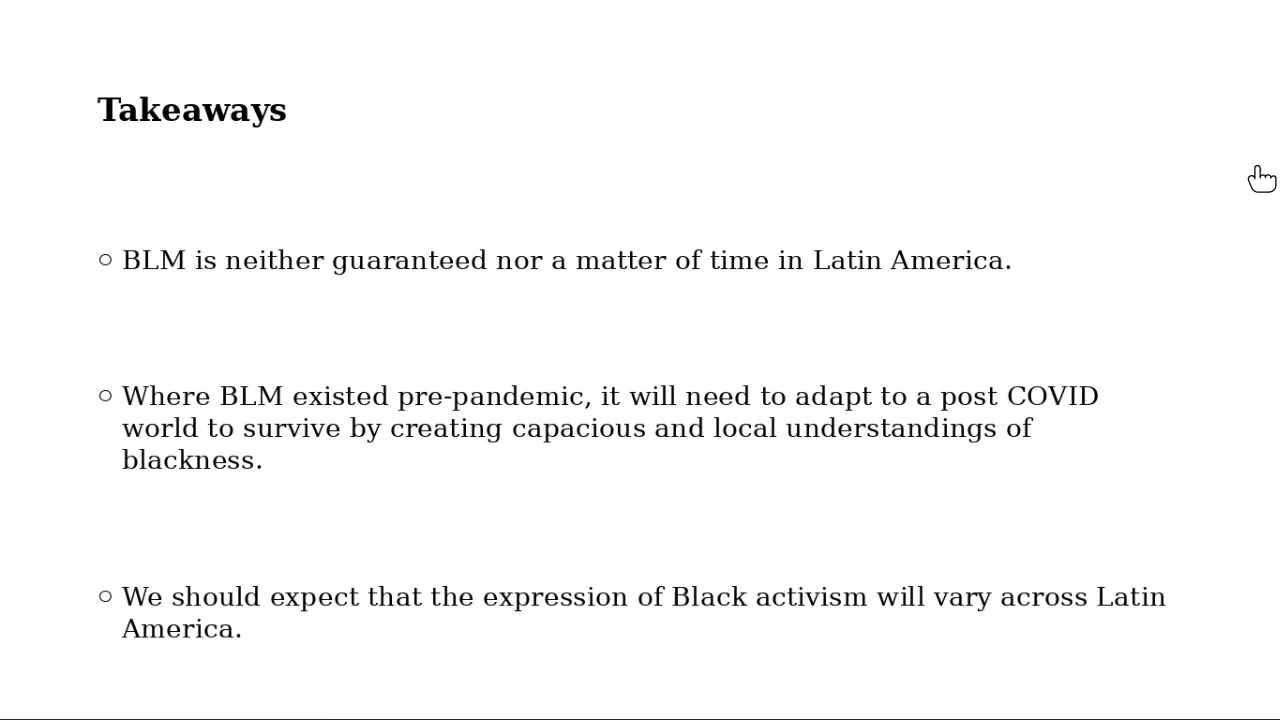 Takeaways
○ BLM is neither guaranteed nor a matter of time in Latin America.
○ Where BLM existed pre-pandemic, it will need to adapt to a post COVID
world to survive by creating capacious and local understandings of
blackness.
○ We should expect that the expression of Black activism will vary across Latin
America.